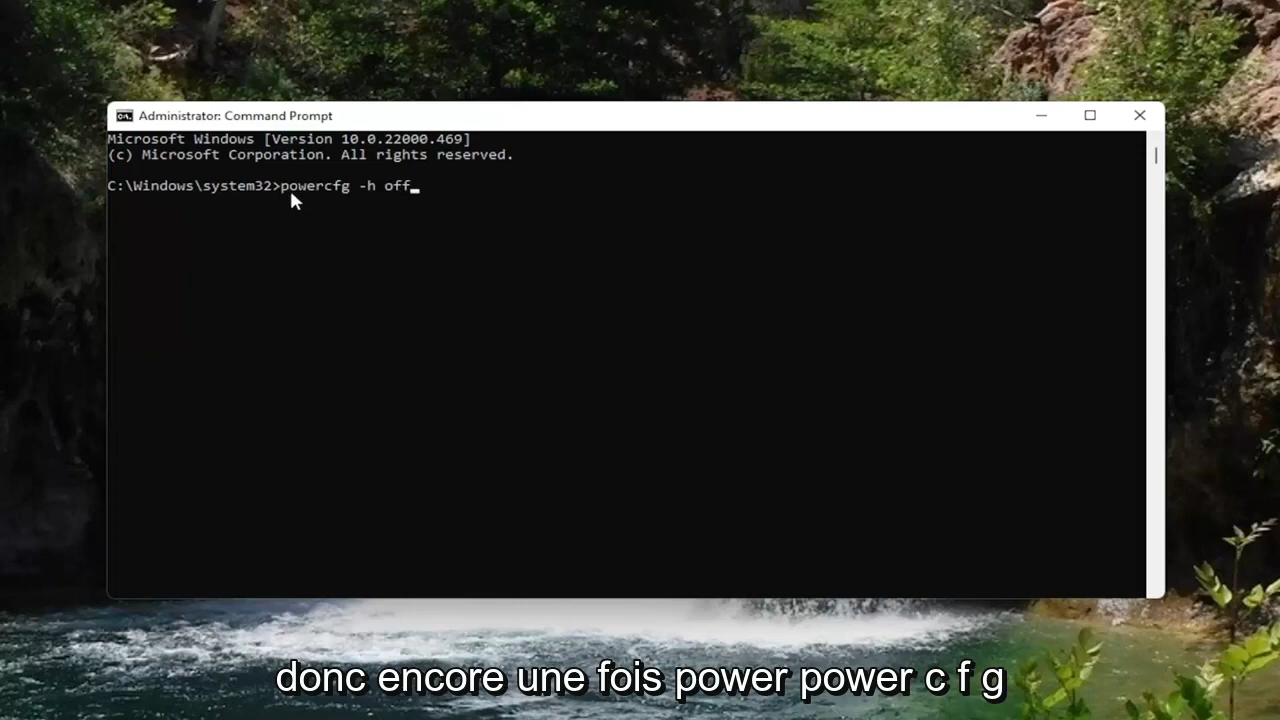 Administrator: Command Prompt
Microsoft Windows [Version 10.0.22000.469]
(c) Microsoft Corporation. All rights reserved.
C:\Windows\system32>powercfg -h off
donc encore une fois power power c f g